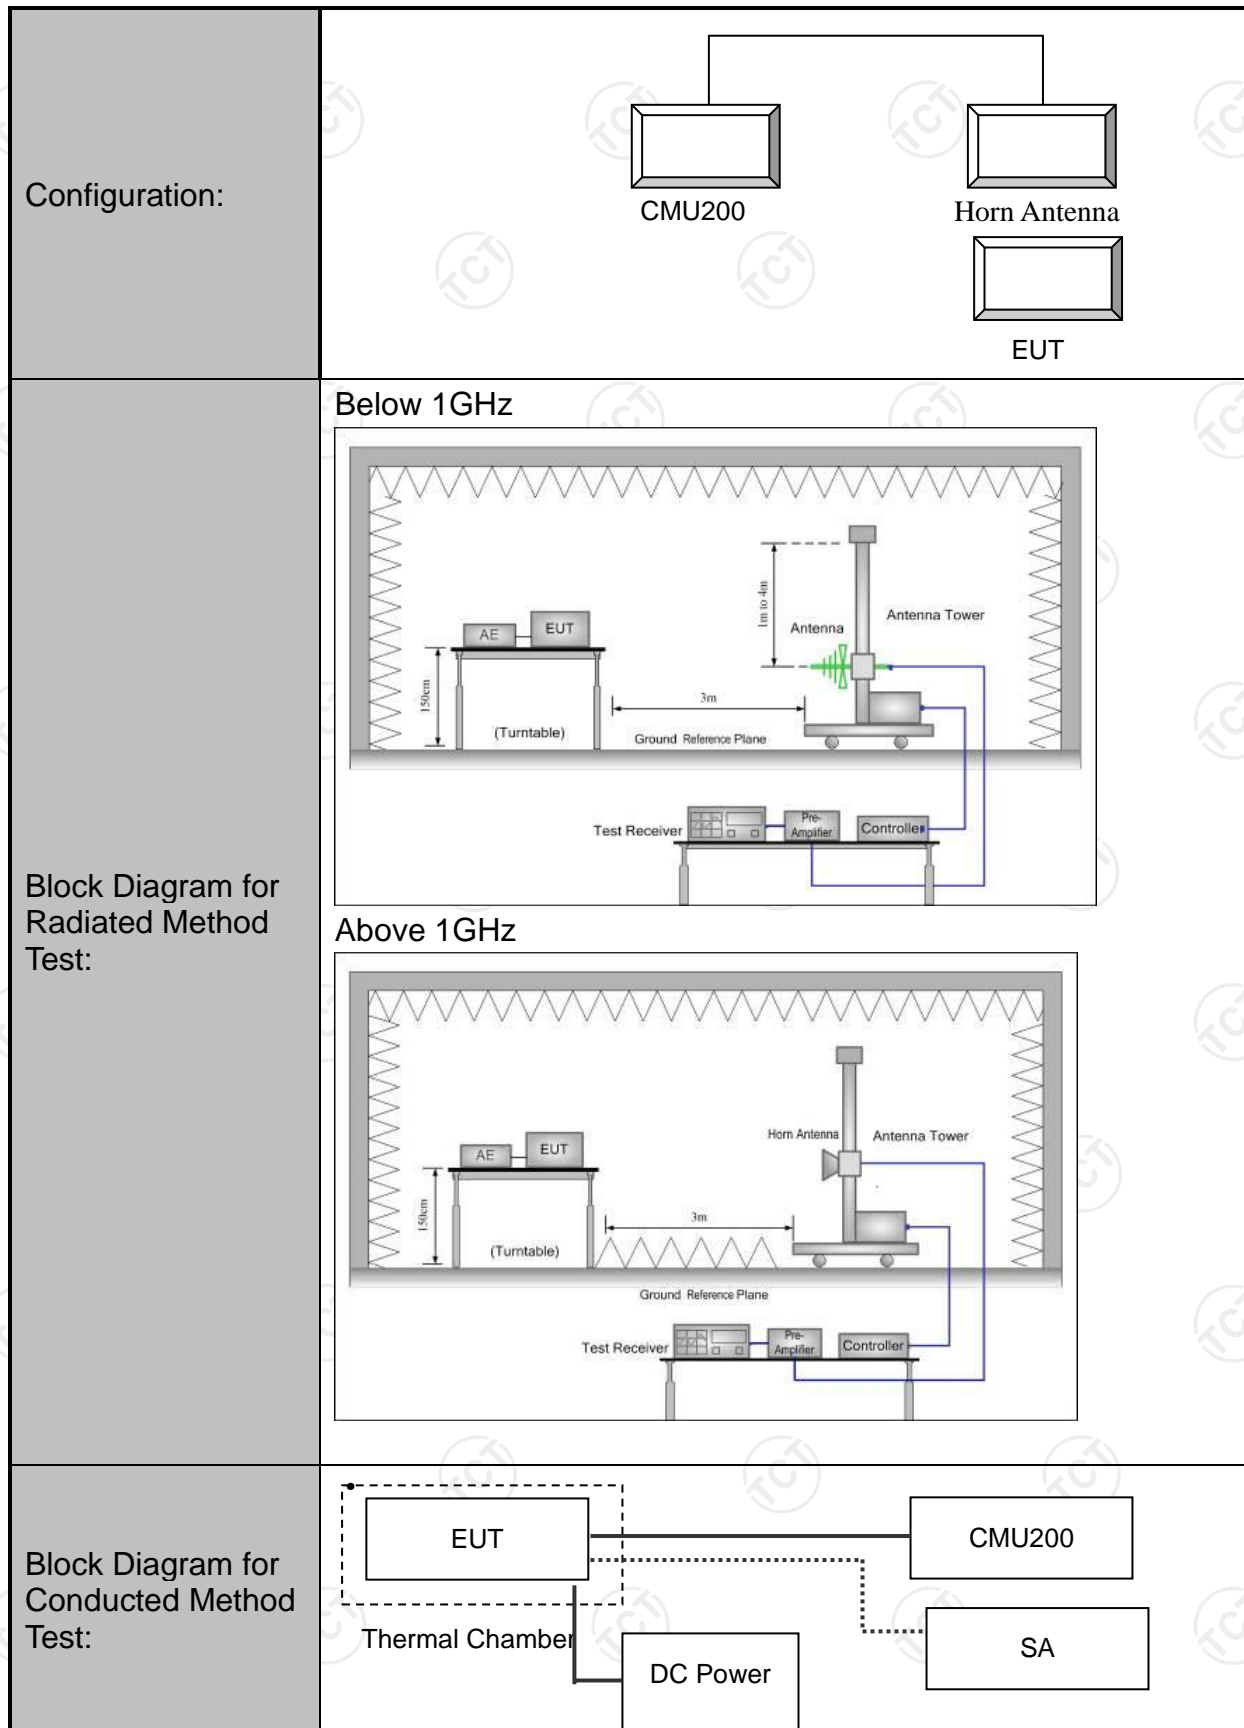 Configuration:
CMU200
Horn Antenna
EUT
Block Diagram for
Radiated Method
Test:
Below 1GHz
1m to 4m
Antenna Tower
Antenna
AE
EUT
150cm
3m
(Turntable)
Ground Reference Plane
Test Receiver
Pre-
Amplifier
Controller
Above 1GHz
Horn Antenna
Antenna Tower
AE
EUT
150cm
3m
(Turntable)
Ground Reference Plane
Test Receiver
Pre-
Amplifier
Controller
Block Diagram for
Conducted Method
Test:
EUT
CMU200
Thermal Chamber
SA
DC Power
TCT